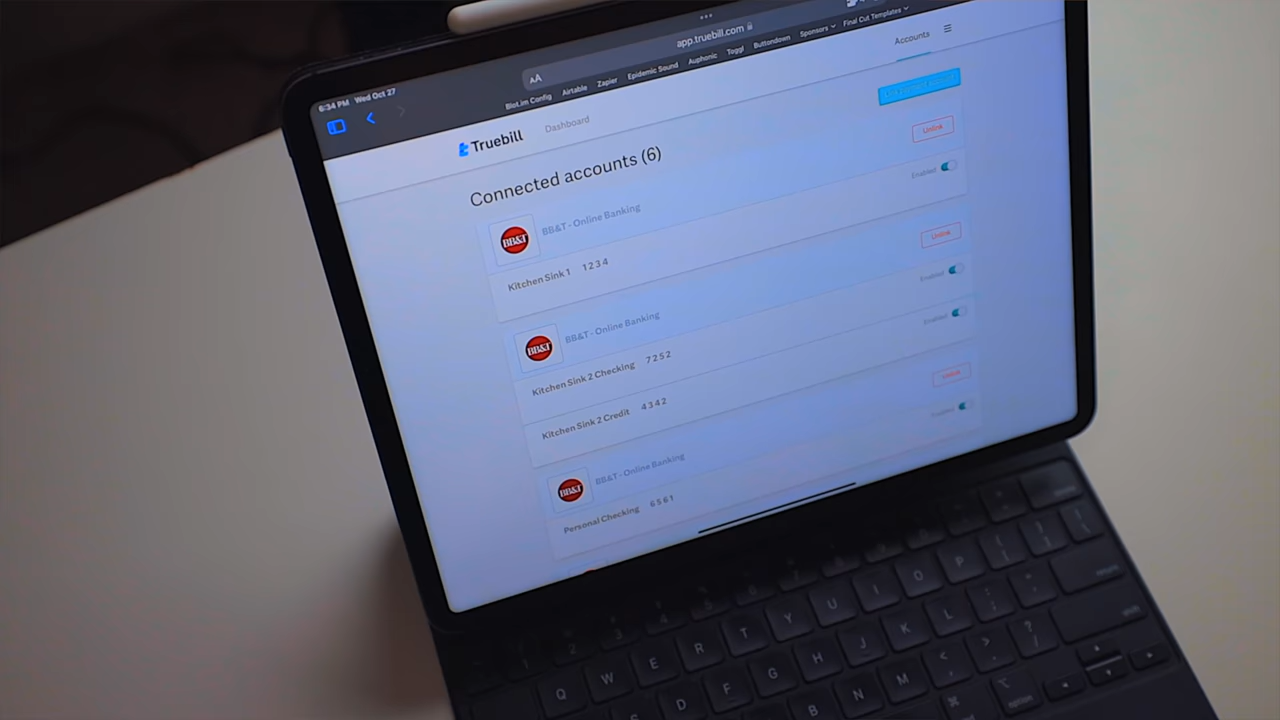 6:34 PM Wed Oct 27
AA
app.truebill.com
BioLim Config Airtable Zapier Epidemic Sound Auphonic Toggl Buttondown Sponsors Final Cut Templates
Truebill
Dashboard
Accounts
Connected accounts (6)
BB&T
BB&T - Online Banking
Unlink
Kitchen Sink 1 1234
Enabled
BB&T
BB&T - Online Banking
Unlink
Kitchen Sink 2 Checking 7252
Enabled
Kitchen Sink 2 Credit 4342
Enabled
BB&T
BB&T - Online Banking
Unlink
Personal Checking 6561
Enabled
Q W E R T Y U I O P
D F G H J K L
B N M
option